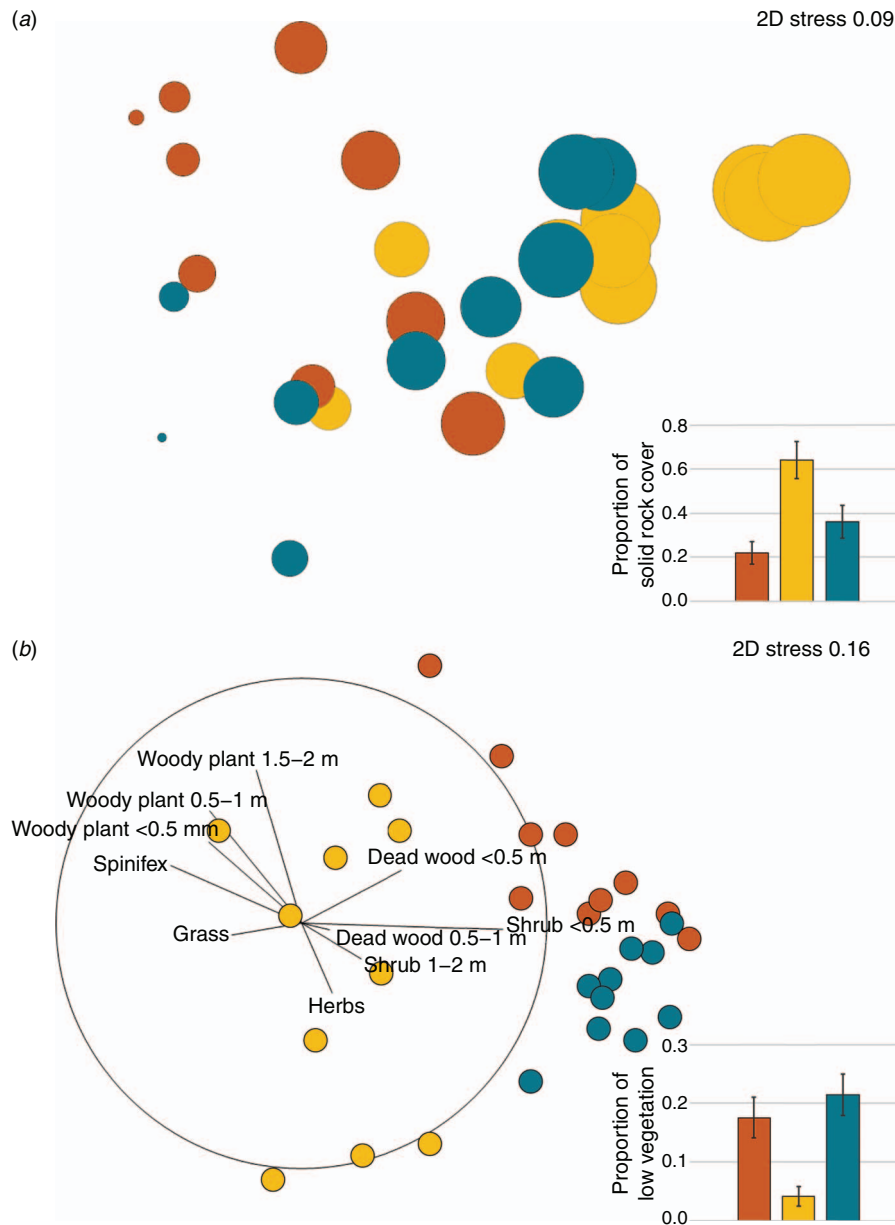 (a)
2D stress 0.09
Proportion of
solid rock cover
0.8
0.6
0.4
0.2
0.0
(b)
2D stress 0.16
Woody plant 1.5–2 m
Woody plant 0.5–1 m
Woody plant <0.5 mm
Spinifex
Dead wood <0.5 m
Grass
Shrub <0.5 m
Dead wood 0.5–1 m
Shrub 1–2 m
Herbs
Proportion of
low vegetation
0.3
0.2
0.1
0.0